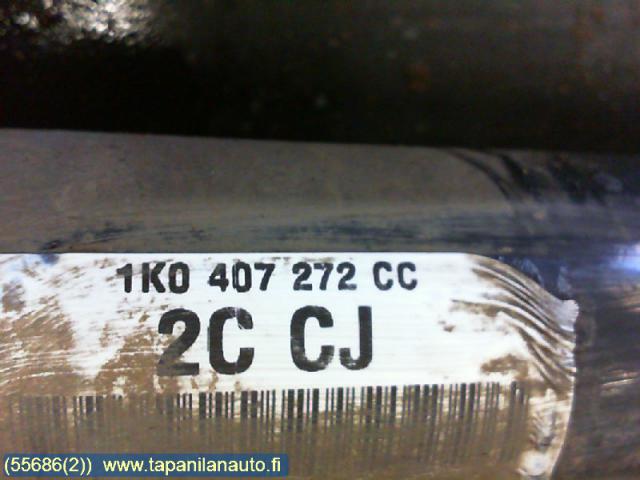 1K0 407 272 CC
2C CJ
(55686(2)) www.tapanilanauto.fi